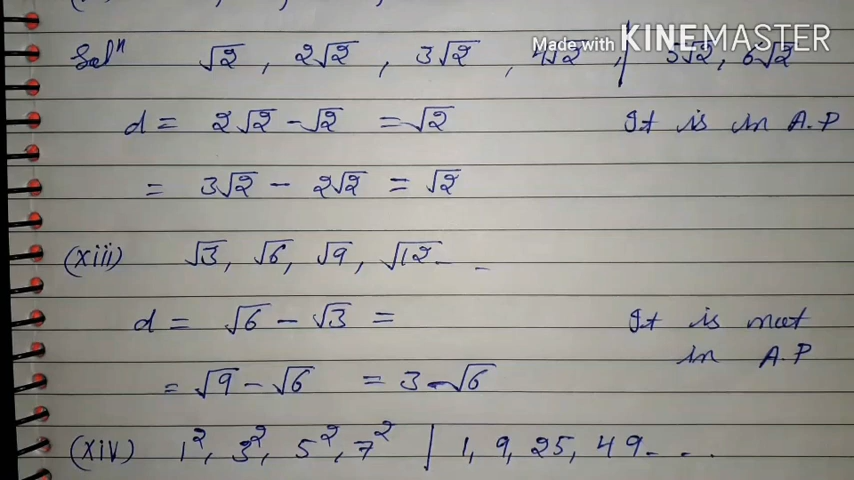 Made with KINEMASTER
Solⁿ √2, 2√2, 3√2, 4√2, | 5√2, 6√2
d = 2√2 - √2 = √2 It is in A.P
= 3√2 - 2√2 = √2
(xiii) √3, √6, √9, √12 - -
d = √6 - √3 = It is not
in A.P
= √9 - √6 = 3 - √6
(xiv) 1², 3², 5², 7² | 1, 9, 25, 49 - - .